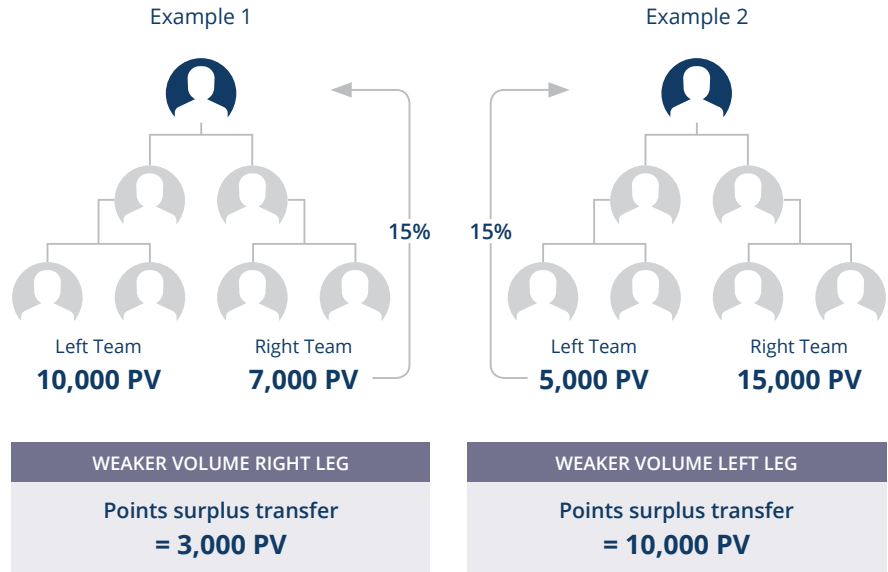 Example 1
15%
Left Team
10,000 PV
Right Team
7,000 PV
WEAKER VOLUME RIGHT LEG
Points surplus transfer
= 3,000 PV
Example 2
15%
Left Team
5,000 PV
Right Team
15,000 PV
WEAKER VOLUME LEFT LEG
Points surplus transfer
= 10,000 PV